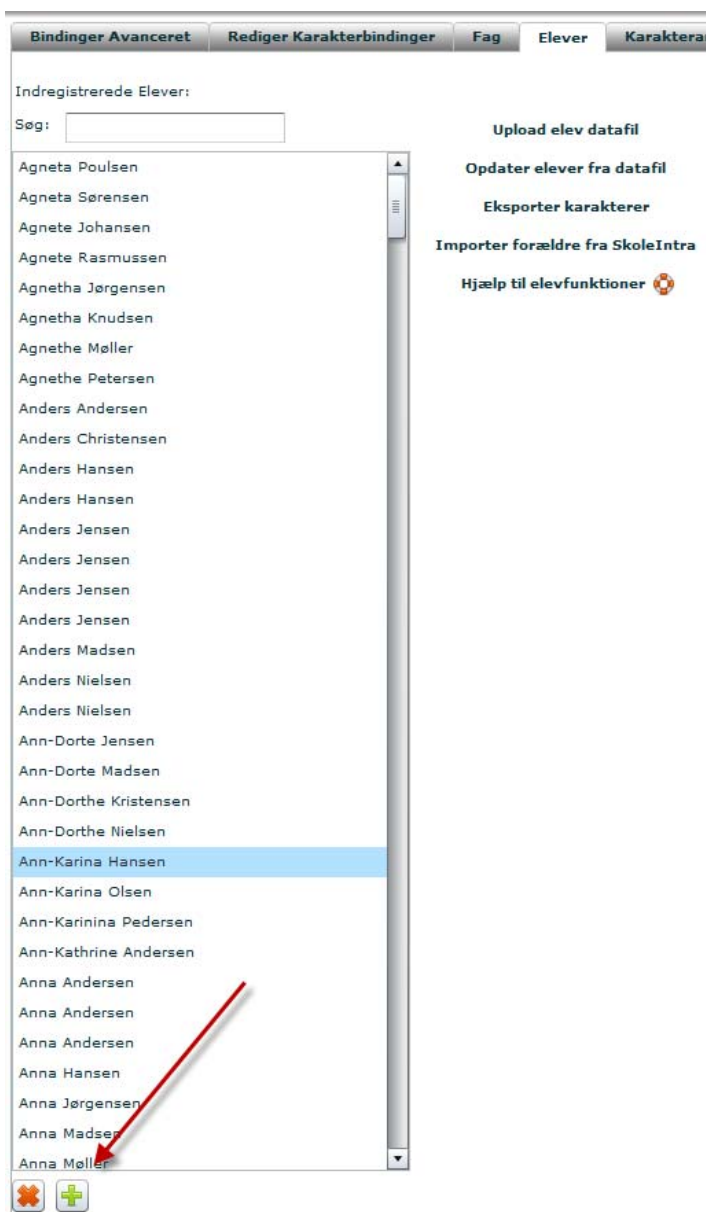 Bindinger Avanceret Rediger Karakterbindinger Fag Elever
Indregistrerede Elever:
Søg:
Agneta Poulsen
Agneta Sørensen
Agnete Johansen
Agnete Rasmussen
Agnetha Jørgensen
Agnetha Knudsen
Agnethe Møller
Agnethe Petersen
Anders Andersen
Anders Christensen
Anders Hansen
Anders Hansen
Anders Jensen
Anders Jensen
Anders Jensen
Anders Jensen
Anders Madsen
Anders Nielsen
Anders Nielsen
Ann-Dorte Jensen
Ann-Dorte Madsen
Ann-Dorthe Kristensen
Ann-Dorthe Nielsen
Ann-Karina Hansen
Ann-Karina Olsen
Ann-Karinina Pedersen
Ann-Kathrine Andersen
Anna Andersen
Anna Andersen
Anna Andersen
Anna Hansen
Anna Jørgensen
Anna Madsen
Anna Møller
Upload elev datafil
Opdater elever fra datafil
Eksporter karakterer
Importer forældre fra SkoleIntra
Hjælp til elevfunktioner